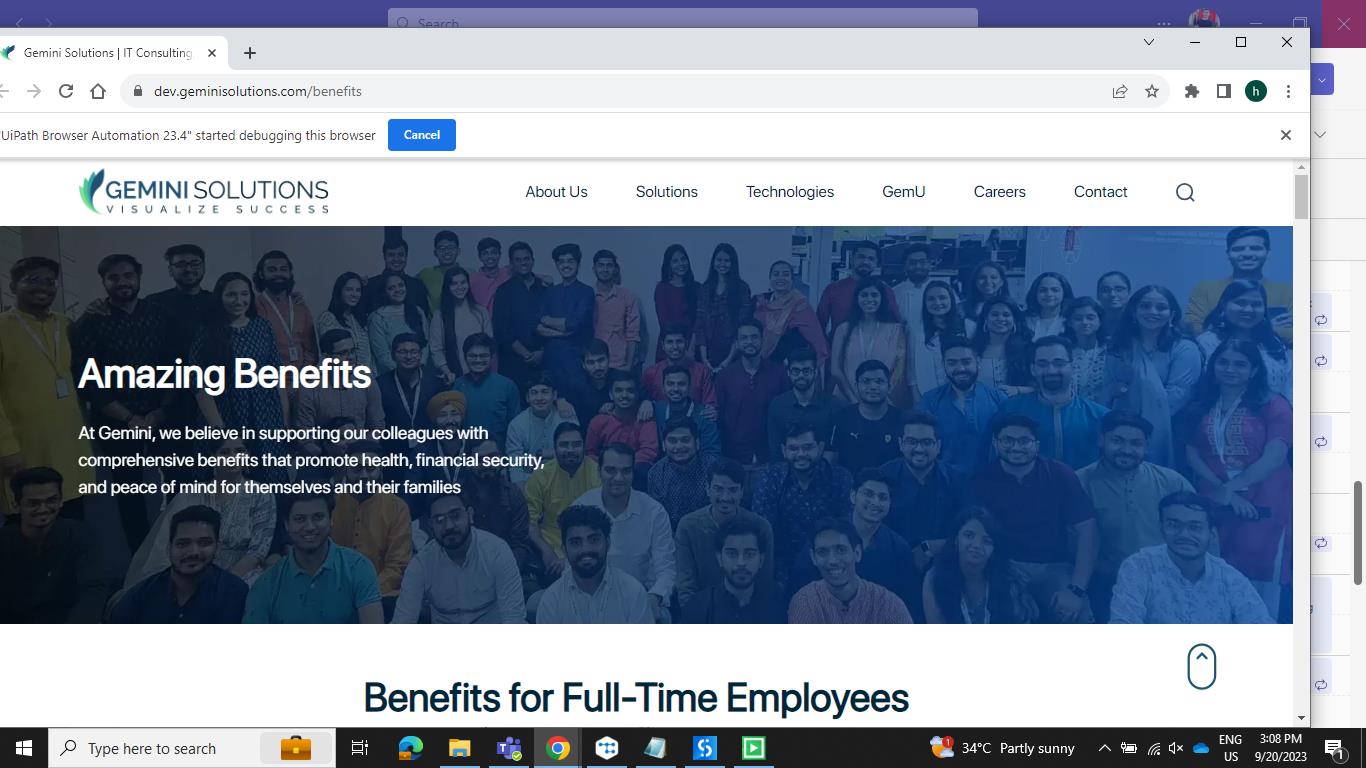 Search
Gemini Solutions | IT Consulting
dev.geminisolutions.com/benefits
h
UiPath Browser Automation 23.4" started debugging this browser
Cancel
GEMINI SOLUTIONS
VISUALIZE SUCCESS
About Us
Solutions
Technologies
GemU
Careers
Contact
Amazing Benefits
At Gemini, we believe in supporting our colleagues with
comprehensive benefits that promote health, financial security,
and peace of mind for themselves and their families
Benefits for Full-Time Employees
Type here to search
1
34°C Partly sunny
ENG
US
3:08 PM
9/20/2023
1